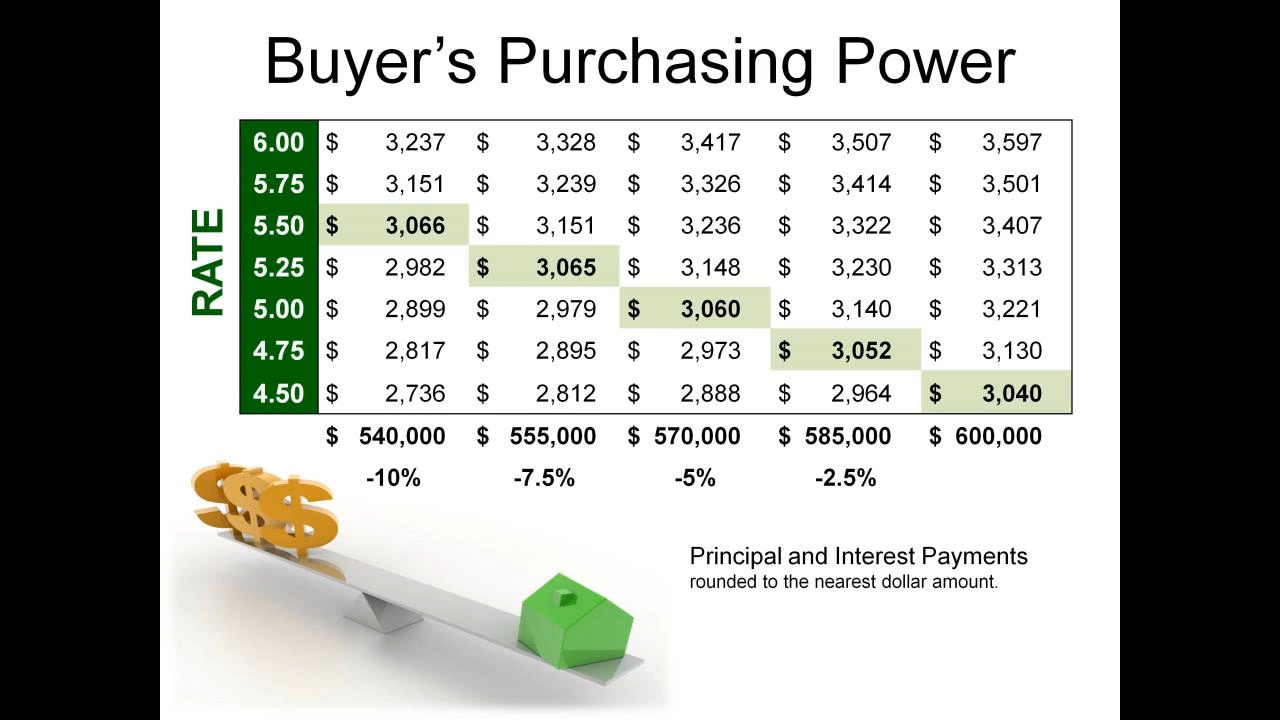 Buyer's Purchasing Power
RATE
6.00 $ 3,237 $ 3,328 $ 3,417 $ 3,507 $ 3,597
5.75 $ 3,151 $ 3,239 $ 3,326 $ 3,414 $ 3,501
5.50 $ 3,066 $ 3,151 $ 3,236 $ 3,322 $ 3,407
5.25 $ 2,982 $ 3,065 $ 3,148 $ 3,230 $ 3,313
5.00 $ 2,899 $ 2,979 $ 3,060 $ 3,140 $ 3,221
4.75 $ 2,817 $ 2,895 $ 2,973 $ 3,052 $ 3,130
4.50 $ 2,736 $ 2,812 $ 2,888 $ 2,964 $ 3,040
$ 540,000 $ 555,000 $ 570,000 $ 585,000 $ 600,000
-10% -7.5% -5% -2.5%
$$$
Principal and Interest Payments
rounded to the nearest dollar amount.